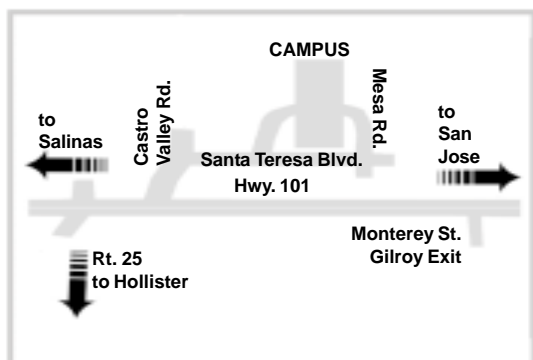 CAMPUS
Castro
Valley Rd.
Mesa Rd.
to
Salinas
to
San
Jose
Santa Teresa Blvd.
Hwy. 101
Monterey St.
Gilroy Exit
Rt. 25
to Hollister